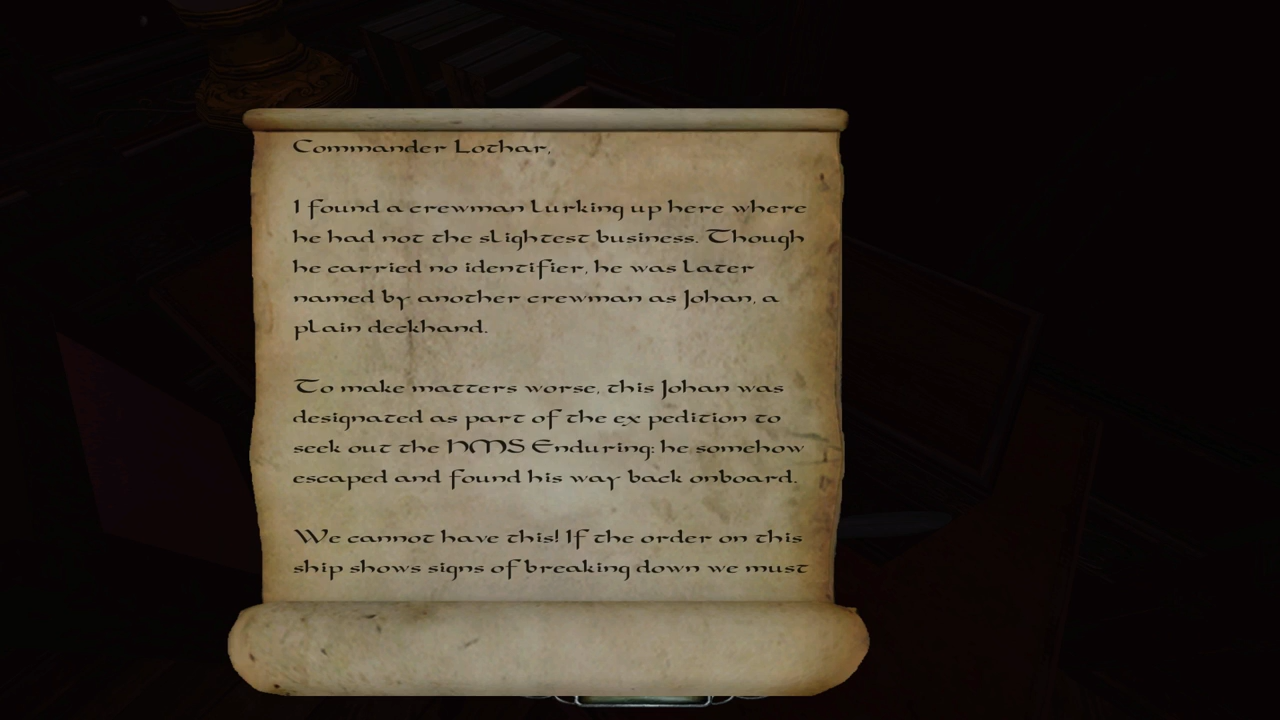 Commander Lothar,
I found a crewman lurking up here where
he had not the slightest business. Though
he carried no identifier, he was later
named by another crewman as Johan, a
plain deckhand.
To make matters worse, this Johan was
designated as part of the expedition to
seek out the HMS Enduring; he somehow
escaped and found his way back onboard.
We cannot have this! If the order on this
ship shows signs of breaking down we must